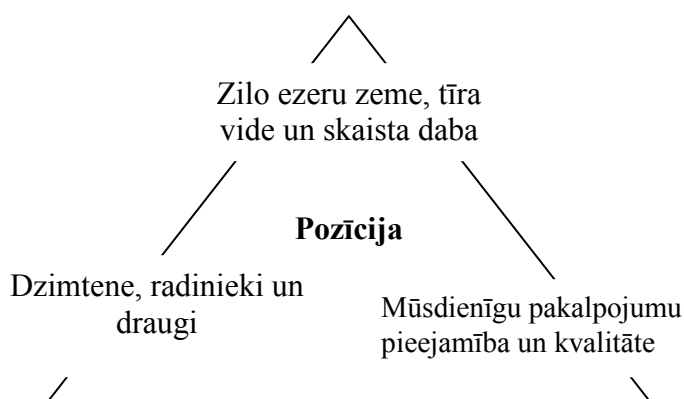 Zilo ezeru zeme, tīra
vide un skaista daba
Pozīcija
Dzimtene, radinieki un
draugi
Mūsdienīgu pakalpojumu
pieejamība un kvalitāte